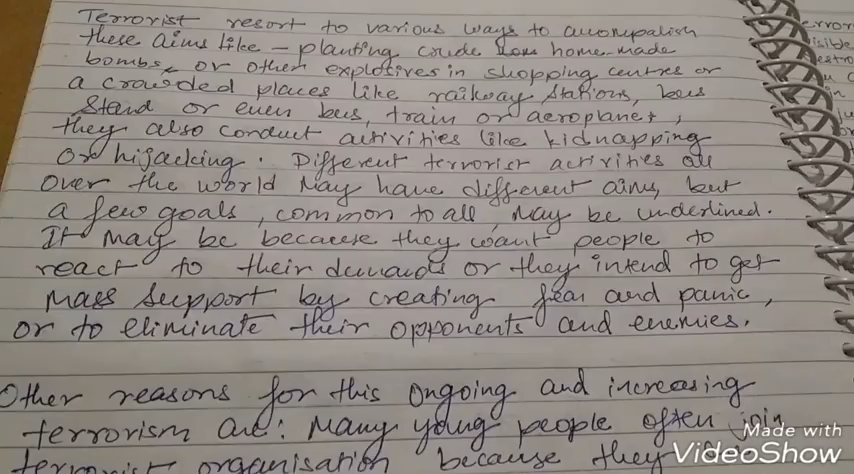 Terrorist resort to various ways to accompalish
these aims like - planting crude home-made
bombs, or other explosives in shopping centres or
a crowded places like railway stations, bus
stand or even bus, train or aeroplanes,
they also conduct activities like kidnapping
or hijacking. Different terrorist activities all
over the world may have different aims, but
a few goals, common to all, may be underlined.
It may be because they want people to
react to their demands or they intend to get
mass support by creating fear and panic,
or to eliminate their opponents and enemies.
Other reasons for this ongoing and increasing
terrorism are: Many young people often join
terrorist organisation because they
Made with
VideoShow